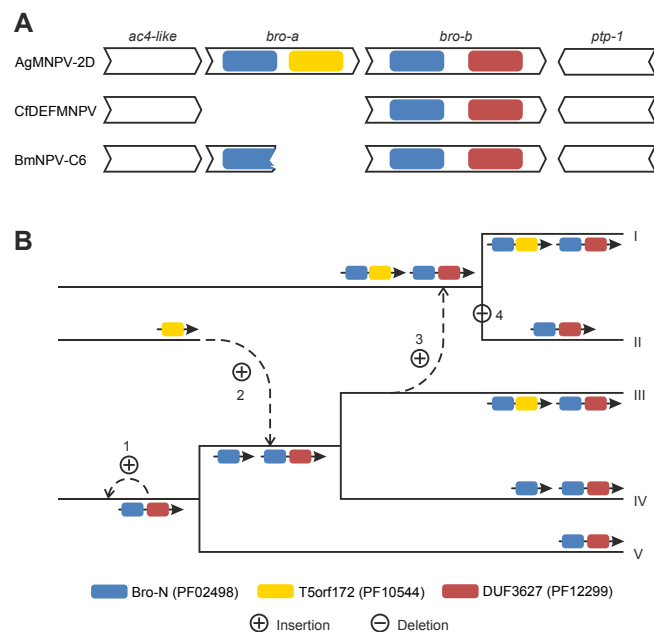 A
ac4-like bro-a bro-b ptp-1
AgMNPV-2D
CfDEFMNPV
BmNPV-C6
B
I
4
3
II
2
III
1
IV
V
Bro-N (PF02498) T5orf172 (PF10544) DUF3627 (PF12299)
Insertion Deletion